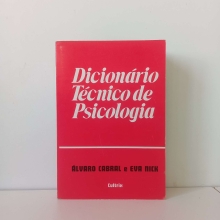 Dicionário
Técnico de
Psicologia
ÁLVARO CABRAL e EVA NICK
Cultrix